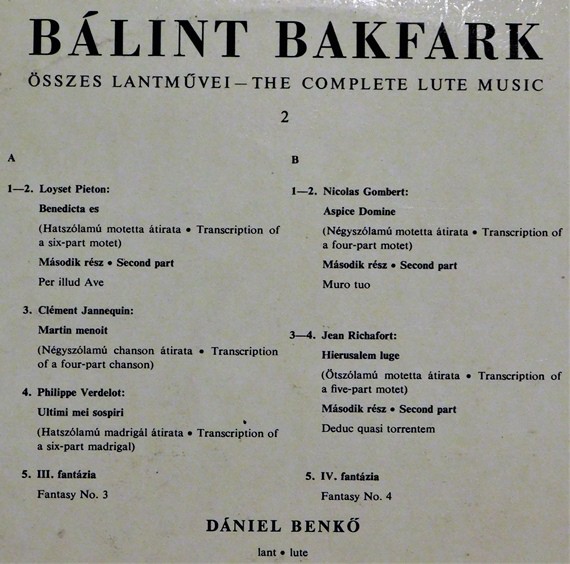 BÁLINT BAKFARK
ÖSSZES LANTMŰVEI – THE COMPLETE LUTE MUSIC
2
A
1—2. Loyset Pieton:
Benedicta es
(Hatszólamú motetta átirata • Transcription of
a six-part motet)
Második rész • Second part
Per illud Ave
3. Clément Jannequin:
Martin menoit
(Négyszólamú chanson átirata • Transcription
of a four-part chanson)
4. Philippe Verdelot:
Ultimi mei sospiri
(Hatszólamú madrigál átirata • Transcription of
a six-part madrigal)
5. III. fantázia
Fantasy No. 3
B
1—2. Nicolas Gombert:
Aspice Domine
(Négyszólamú motetta átirata • Transcription of
a four-part motet)
Második rész • Second part
Muro tuo
3—4. Jean Richafort:
Hierusalem luge
(Ötszólamú motetta átirata • Transcription of
a five-part motet)
Második rész • Second part
Deduc quasi torrentem
5. IV. fantázia
Fantasy No. 4
DÁNIEL BENKŐ
lant • lute